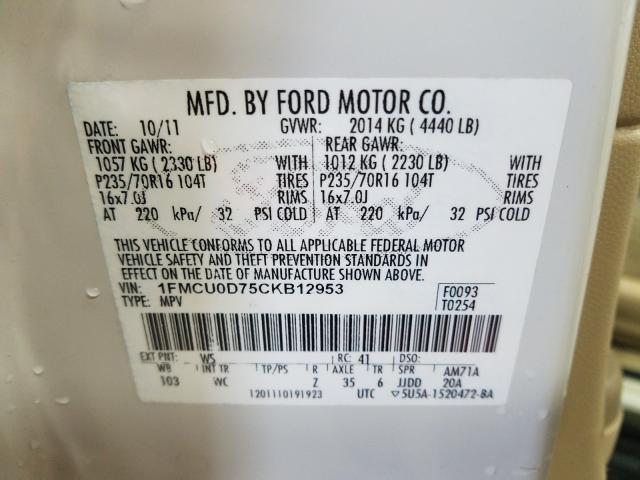 MFD. BY FORD MOTOR CO.
DATE: 10/11 GVWR: 2014 KG ( 4440 LB)
FRONT GAWR: REAR GAWR:
1057 KG ( 2330 LB) WITH 1012 KG ( 2230 LB) WITH
P235/70R16 104T TIRES P235/70R16 104T TIRES
16x7.0J RIMS 16x7.0J RIMS
AT 220 kPa/ 32 PSI COLD AT 220 kPa/ 32 PSI COLD
THIS VEHICLE CONFORMS TO ALL APPLICABLE FEDERAL MOTOR
VEHICLE SAFETY AND THEFT PREVENTION STANDARDS IN
EFFECT ON THE DATE OF MANUFACTURE SHOWN ABOVE.
VIN: 1FMCU0D75CKB12953 F0093
TYPE: MPV T0254
EXT PNT: WS RC: 41 DSO:
WB INT TR TP/PS R AXLE TR SPR AM71A
103 WC Z 35 6 JJDD 20A
1201110191923 UTC ▽5U5A-1520472-BA